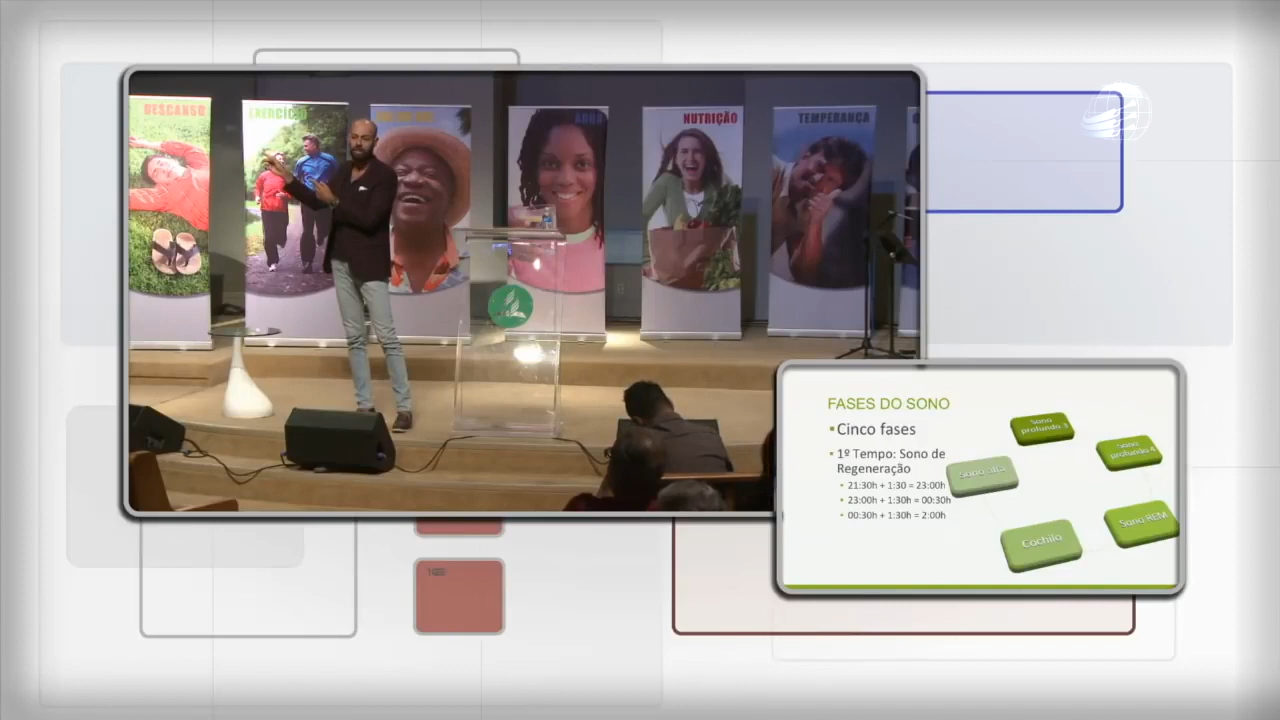 DESCANSO
EXERCÍCIO
NUTRIÇÃO
TEMPERANÇA
FASES DO SONO
Cinco fases
1º Tempo: Sono de
Regeneração
21:30h + 1:30 = 23:00h
23:00h + 1:30h = 00:30h
00:30h + 1:30h = 2:00h
Sono
profundo 3
Sono
profundo 4
Sono REM
Cochilo
Sono alfa